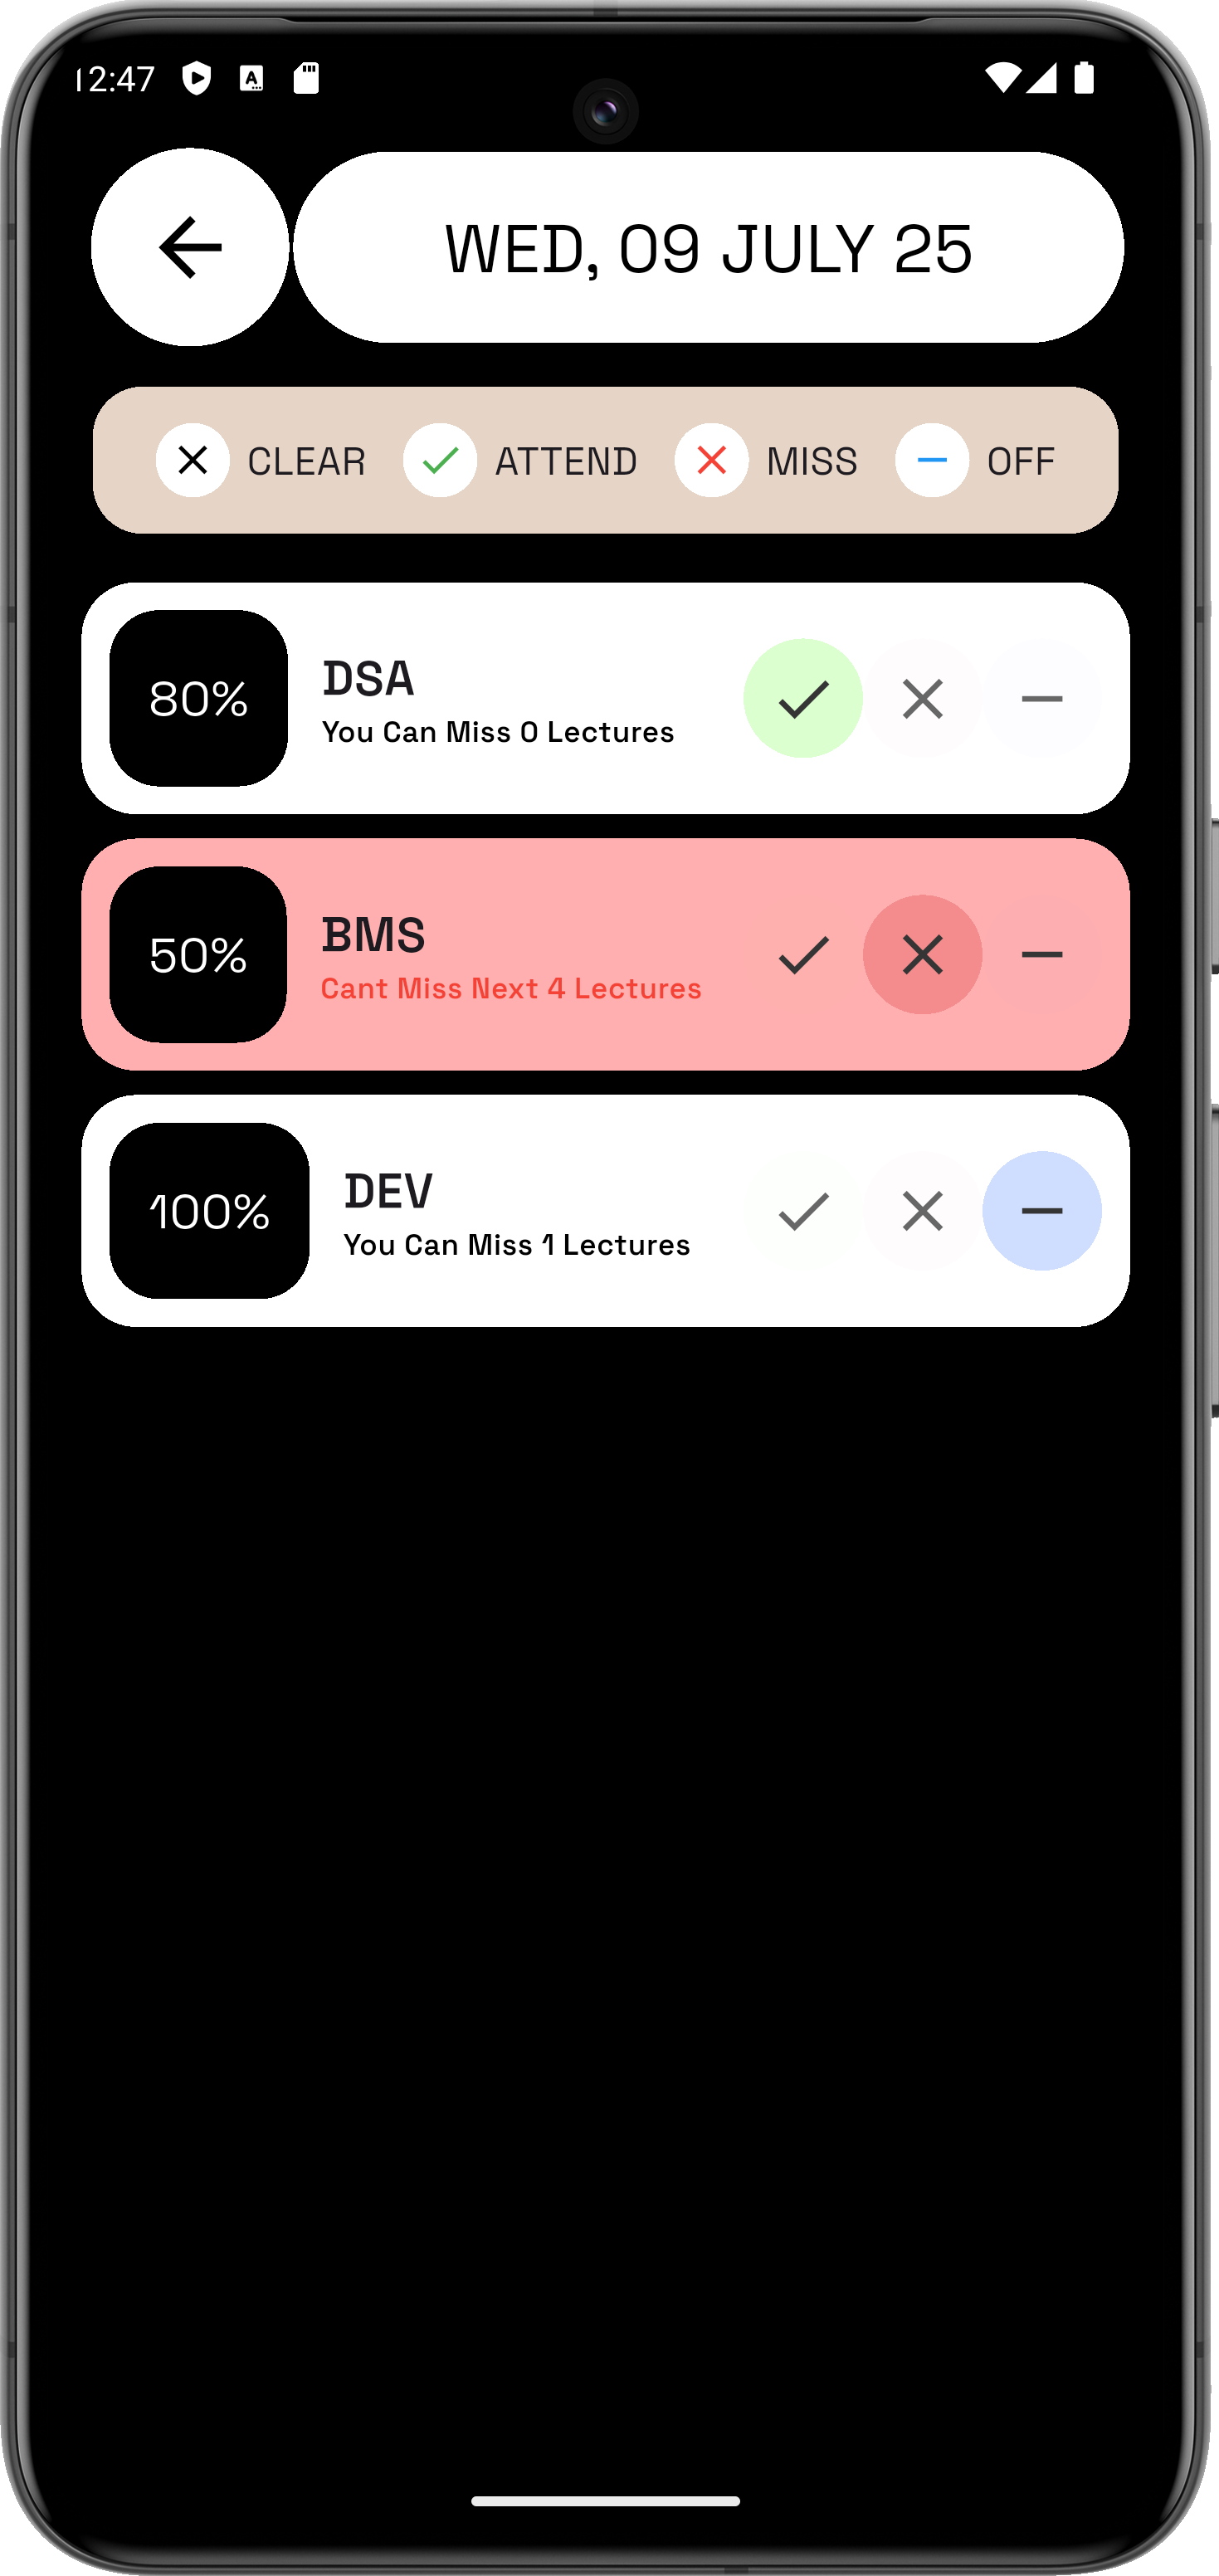 12:47
WED, 09 JULY 25
CLEAR ATTEND MISS OFF
80%
DSA
You Can Miss 0 Lectures
50%
BMS
Cant Miss Next 4 Lectures
100%
DEV
You Can Miss 1 Lectures